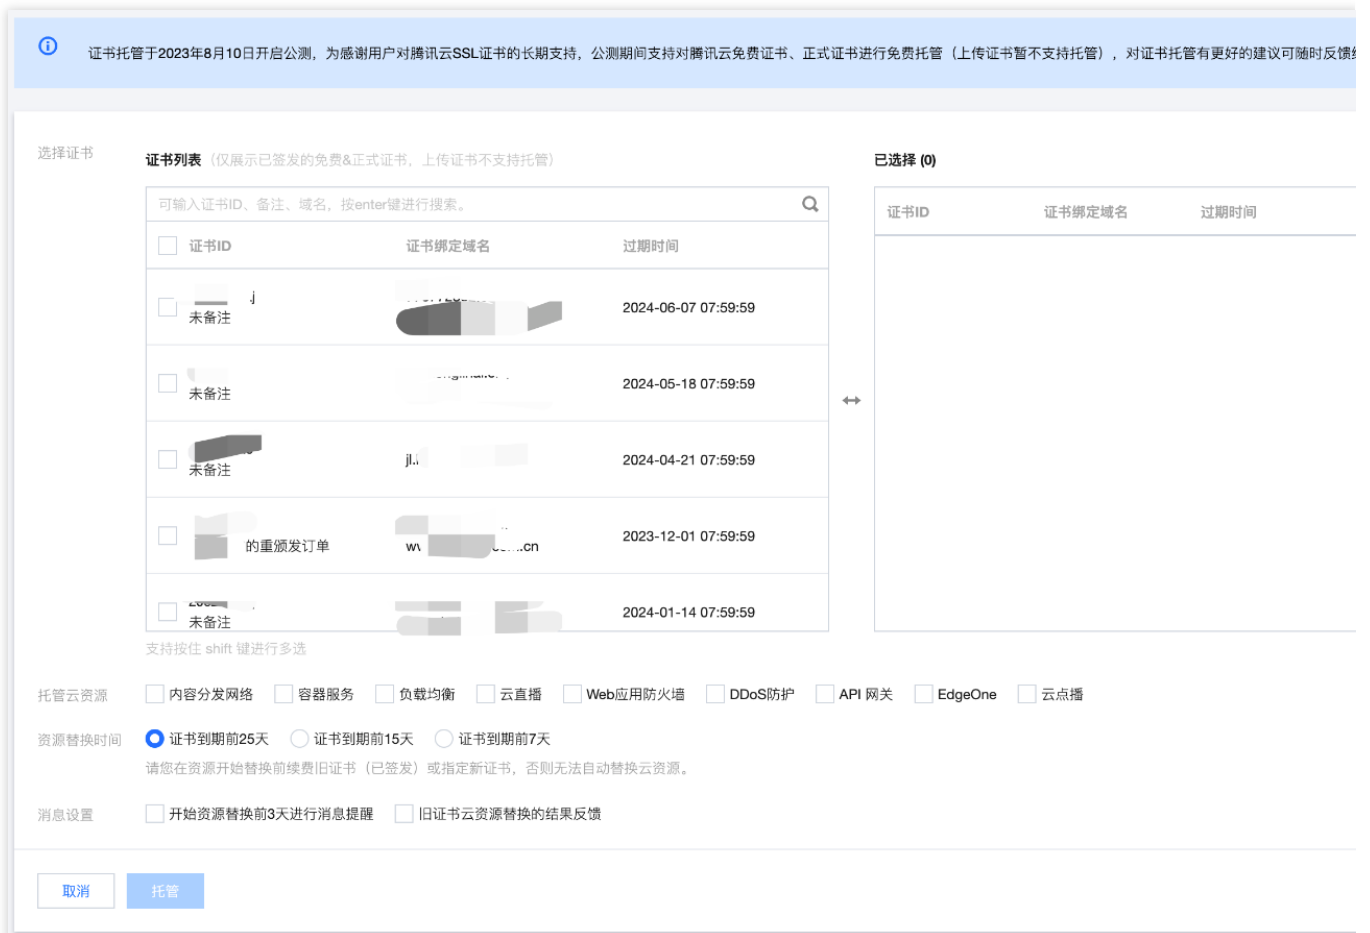 证书托管于2023年8月10日开启公测，为感谢用户对腾讯云SSL证书的长期支持，公测期间支持对腾讯云免费证书、正式证书进行免费托管（上传证书暂不支持托管），对证书托管有更好的建议可随时反馈
选择证书
证书列表（仅展示已签发的免费&正式证书，上传证书不支持托管）
已选择 (0)
可输入证书ID、备注、域名，按enter键进行搜索。
证书ID 证书绑定域名 过期时间
证书ID 证书绑定域名 过期时间
未备注
2024-06-07 07:59:59
未备注
2024-05-18 07:59:59
未备注
jl.
2024-04-21 07:59:59
的重颁发订单
.cn
2023-12-01 07:59:59
未备注
2024-01-14 07:59:59
支持按住 shift 键进行多选
托管云资源 内容分发网络 容器服务 负载均衡 云直播 Web应用防火墙 DDoS防护 API 网关 EdgeOne 云点播
资源替换时间 证书到期前25天 证书到期前15天 证书到期前7天
请您在资源开始替换前续费旧证书（已签发）或指定新证书，否则无法自动替换云资源。
消息设置 开始资源替换前3天进行消息提醒 旧证书云资源替换的结果反馈
取消 托管